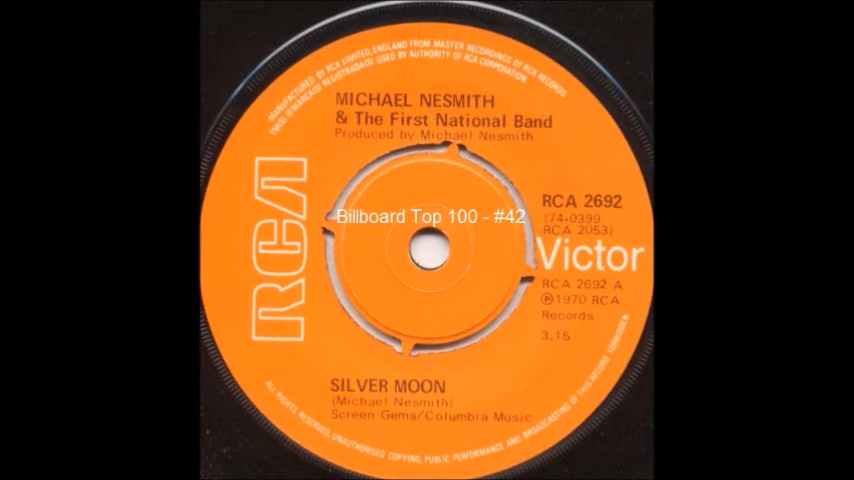 MANUFACTURED BY RCA LIMITED, ENGLAND FROM MASTER RECORDINGS OF RCA RECORDS
TM(S) ® MARCA(S) REGISTRADA(S) USED BY AUTHORITY OF RCA CORPORATION
MICHAEL NESMITH
& The First National Band
Produced by Michael Nesmith
RCA
Billboard Top 100 - #42
RCA 2692
(74-0399
RCA 2053)
Victor
RCA 2692 A
℗1970 RCA
Records
3.15
SILVER MOON
(Michael Nesmith)
Screen Gems/Columbia Music
ALL RIGHTS RESERVED, UNAUTHORISED COPYING, PUBLIC PERFORMANCE AND BROADCASTING OF THIS RECORD FORBIDDEN